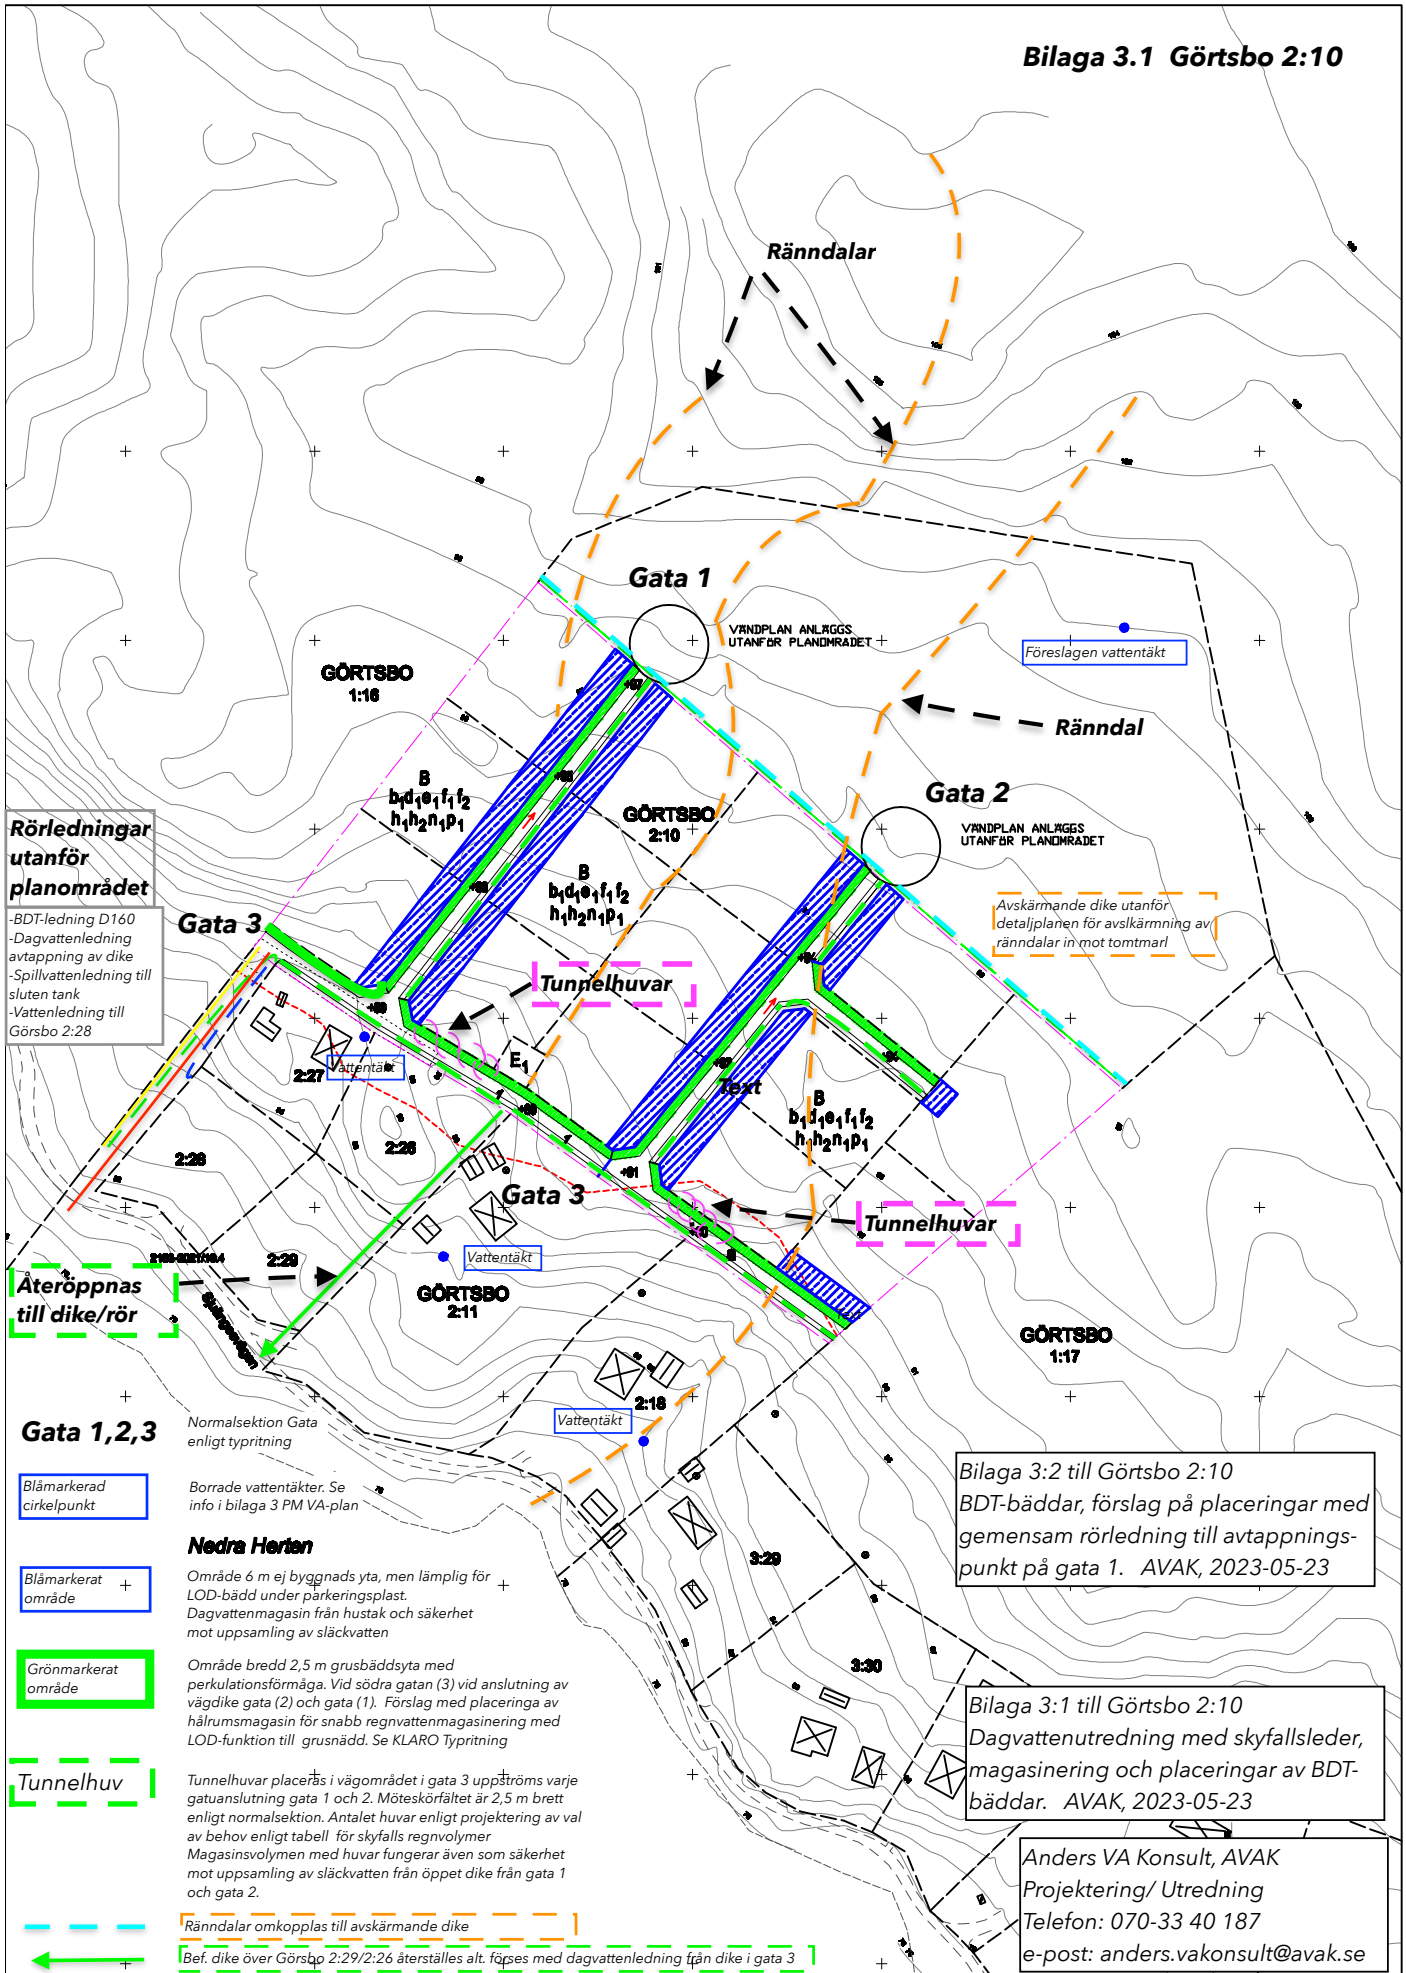 Bilaga 3.1 Görtsbo 2:10
Ränndalar
Gata 1
VÄNDPLAN ANLÄGGS
UTANFÖR PLANOMRÅDET
Föreslagen vattentäkt
GÖRTSBO
1:16
+97
Ränndal
B
b₁d₁e₁f₁f₂
h₁h₂n₁p₁
GÖRTSBO
2:10
Gata 2
VÄNDPLAN ANLÄGGS
UTANFÖR PLANOMRÅDET
Rörledningar
utanför
planområdet
-BDT-ledning D160
-Dagvattenledning
avtappning av dike
-Spillvattenledning till
sluten tank
-Vattenledning till
Görsbo 2:28
B
b₁d₁e₁f₁f₂
h₁h₂n₁p₁
Avskärmande dike utanför
detaljplanen för avslkärmning av
ränndalar in mot tomtmarl
Gata 3
Tunnelhuvar
E₁
2:27
Vattentäkt
Text
B
b₁d₁e₁f₁f₂
h₁h₂n₁p₁
2:28
2:26
+91
Gata 3
Tunnelhuvar
2:29
Vattentäkt
Återöppnas
till dike/rör
GÖRTSBO
2:11
GÖRTSBO
1:17
2:18
Vattentäkt
Gata 1,2,3
Normalsektion Gata
enligt typritning
Blåmarkerad
cirkelpunkt
Borrade vattentäkter. Se
info i bilaga 3 PM VA-plan
Nedra Herten
Bilaga 3:2 till Görtsbo 2:10
BDT-bäddar, förslag på placeringar med
gemensam rörledning till avtappnings-
punkt på gata 1. AVAK, 2023-05-23
3:29
Blåmarkerat
område
Område 6 m ej byggnads yta, men lämplig för
LOD-bädd under parkeringsplast.
Dagvattenmagasin från hustak och säkerhet
mot uppsamling av släckvatten
Grönmarkerat
område
Område bredd 2,5 m grusbäddsyta med
perkulationsförmåga. Vid södra gatan (3) vid anslutning av
vägdike gata (2) och gata (1). Förslag med placeringa av
hålrumsmagasin för snabb regnvattenmagasinering med
LOD-funktion till grusnädd. Se KLARO Typritning
3:30
Bilaga 3:1 till Görtsbo 2:10
Dagvattenutredning med skyfallsleder,
magasinering och placeringar av BDT-
bäddar. AVAK, 2023-05-23
Tunnelhuv
Tunnelhuvar placeras i vägområdet i gata 3 uppströms varje
gatuanslutning gata 1 och 2. Möteskörfältet är 2,5 m brett
enligt normalsektion. Antalet huvar enligt projektering av val
av behov enligt tabell för skyfalls regnvolymer
Magasinsvolymen med huvar fungerar även som säkerhet
mot uppsamling av släckvatten från öppet dike från gata 1
och gata 2.
Anders VA Konsult, AVAK
Projektering/ Utredning
Telefon: 070-33 40 187
e-post: anders.vakonsult@avak.se
Ränndalar omkopplas till avskärmande dike
Bef. dike över Görsbo 2:29/2:26 återställes alt. förses med dagvattenledning från dike i gata 3